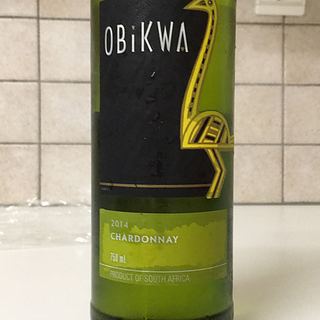 OBiKWA
2014
CHARDONNAY
750 ml
PRODUCT OF SOUTH AFRICA